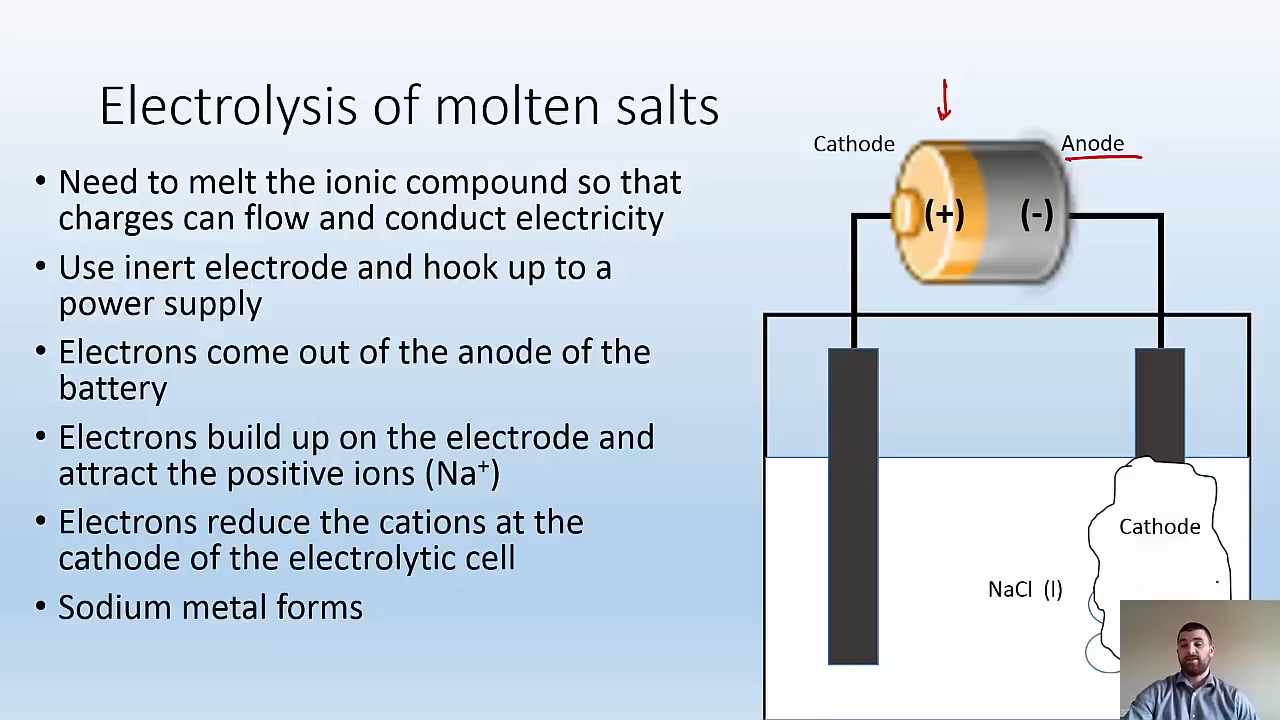 Electrolysis of molten salts
• Need to melt the ionic compound so that
charges can flow and conduct electricity
• Use inert electrode and hook up to a
power supply
• Electrons come out of the anode of the
battery
• Electrons build up on the electrode and
attract the positive ions (Na⁺)
• Electrons reduce the cations at the
cathode of the electrolytic cell
• Sodium metal forms
Cathode
Anode
(+)
(-)
Cathode
NaCl (l)